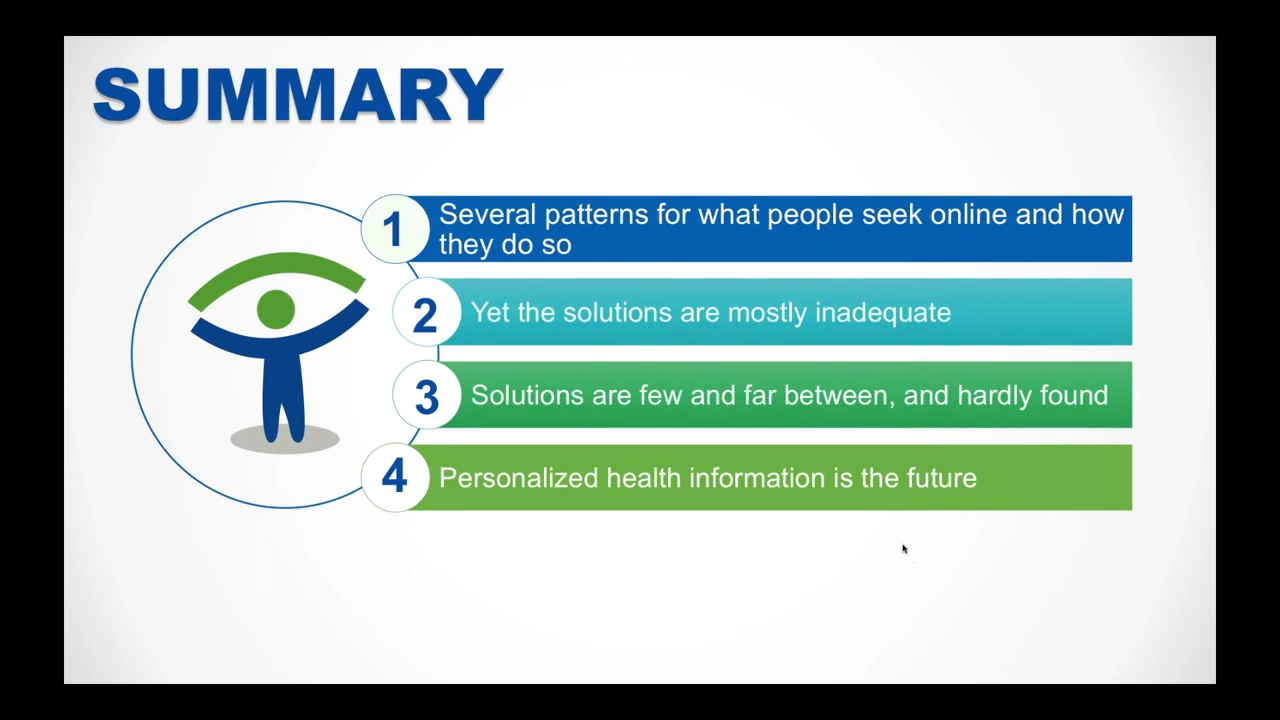 SUMMARY
1
Several patterns for what people seek online and how
they do so
2
Yet the solutions are mostly inadequate
3
Solutions are few and far between, and hardly found
4
Personalized health information is the future